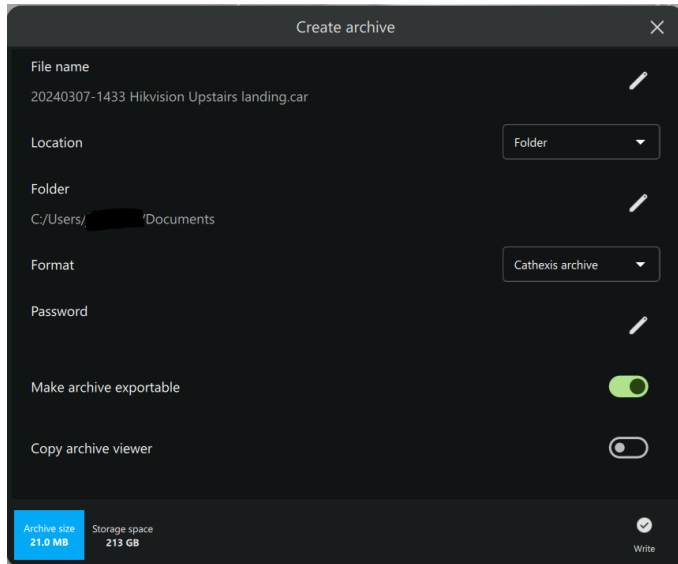 Create archive
File name
20240307-1433 Hikvision Upstairs landing.car
Location
Folder
Folder
C:/Users/ /Documents
Format
Cathexis archive
Password
Make archive exportable
Copy archive viewer
Archive size
21.0 MB
Storage space
213 GB
Write